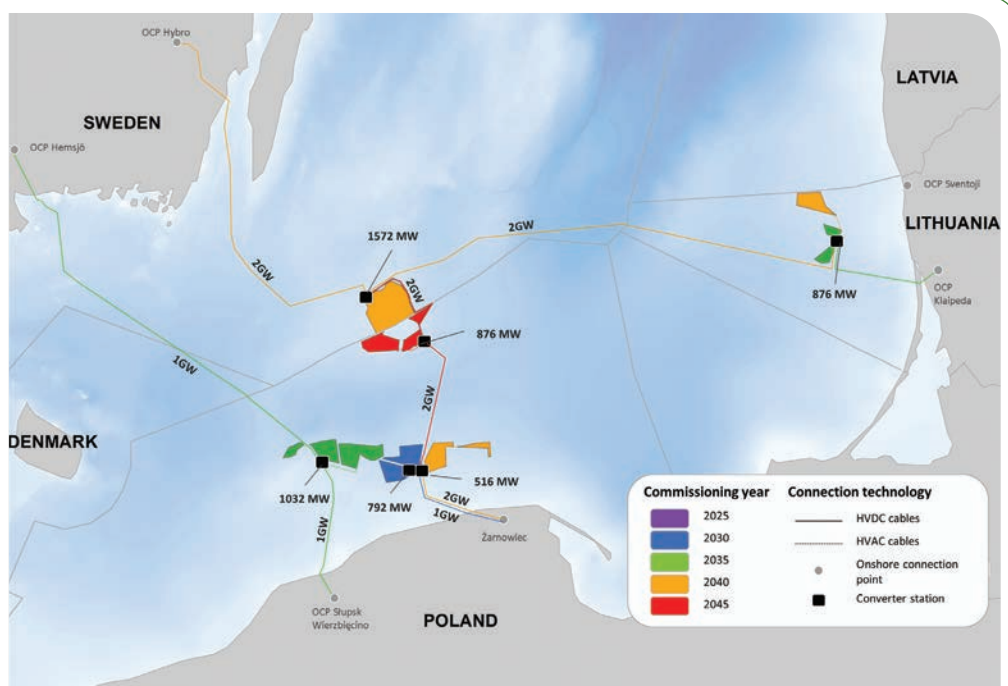 OCP Hybro
LATVIA
SWEDEN
OCP Hemsjö
OCP Sventoji
LITHUANIA
1572 MW
2GW
2GW
2GW
OCP
Klaipeda
876 MW
876 MW
1GW
2GW
DENMARK
1032 MW
792 MW
516 MW
2GW
1GW
1GW
Żarnowiec
OCP Słupsk
Wierzbięcino
POLAND
Commissioning year
2025
2030
2035
2040
2045
Connection technology
HVDC cables
HVAC cables
Onshore connection
point
Converter station